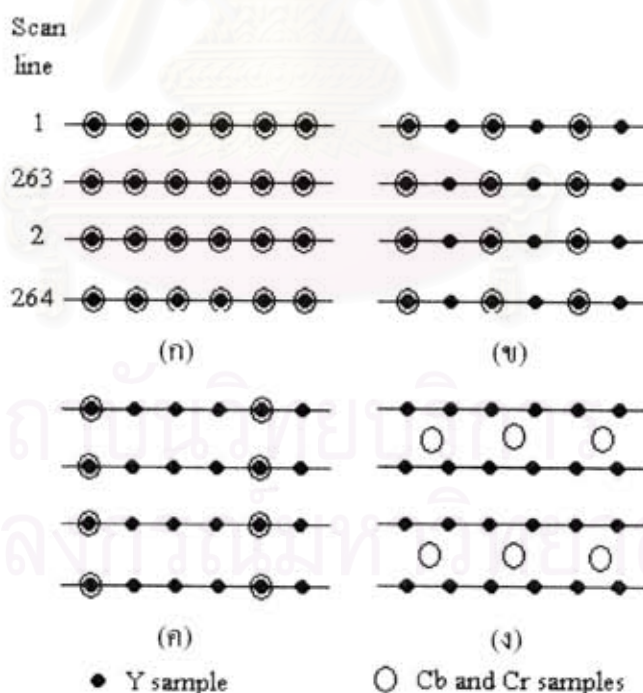 Scan
line
1
263
2
264
(ก) (ข)
(ค) (ง)
Y sample Cb and Cr samples